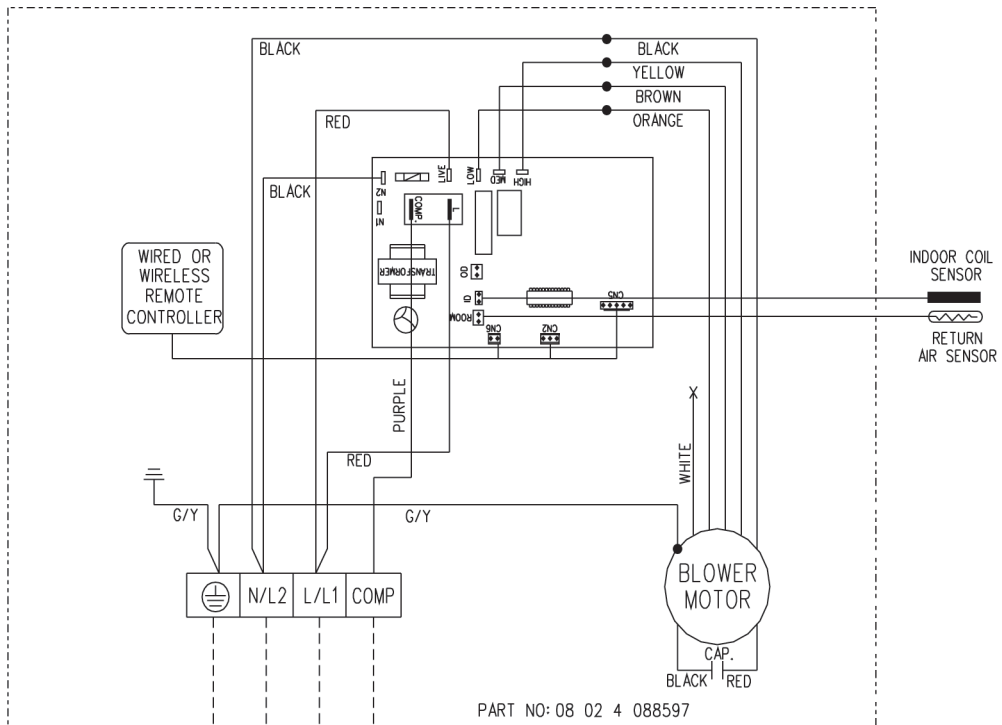 BLACK
BLACK
YELLOW
BROWN
ORANGE
RED
BLACK
N2
N1
LIVE
LOW
MED
HIGH
COMP.
L
TRANSFORMER
OD
ID
ROOM
CN5
CN6
CN2
WIRED OR
WIRELESS
REMOTE
CONTROLLER
INDOOR COIL
SENSOR
RETURN
AIR SENSOR
PURPLE
RED
WHITE
G/Y
G/Y
N/L2
L/L1
COMP
BLOWER
MOTOR
CAP.
BLACK
RED
PART NO: 08 02 4 088597